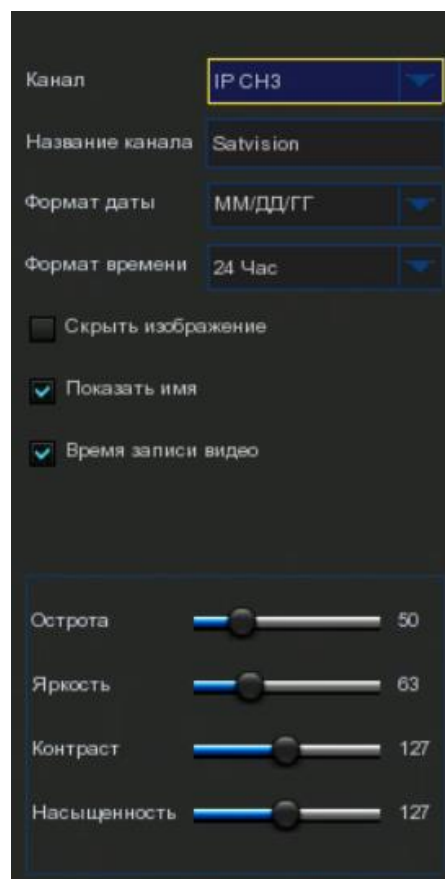 Канал IP CH3
Название канала Satvision
Формат даты ММ/ДД/ГГ
Формат времени 24 Час
Скрыть изображение
Показать имя
Время записи видео
Острота 50
Яркость 63
Контраст 127
Насыщенность 127